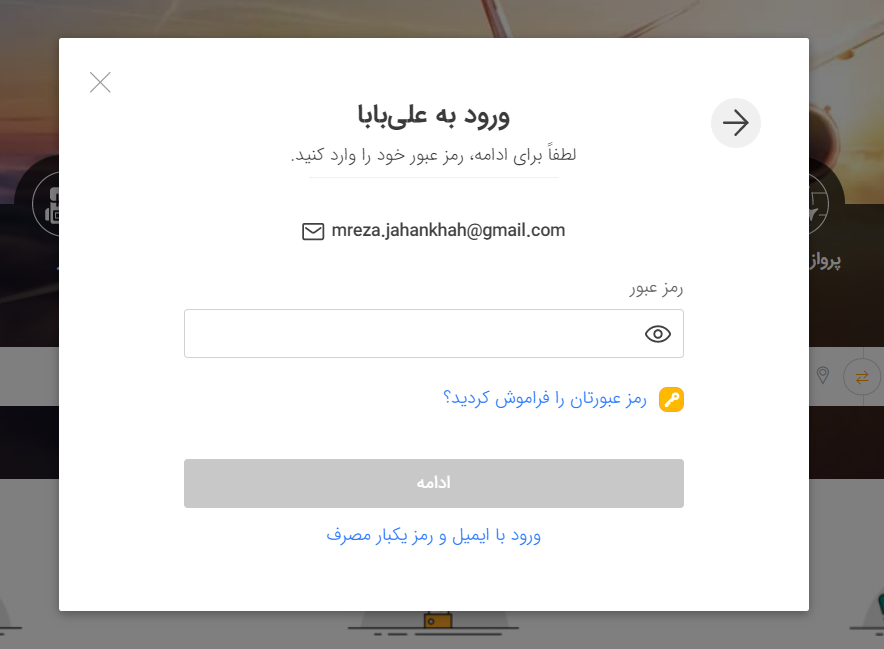 ورود به علی‌بابا
لطفاً برای ادامه، رمز عبور خود را وارد کنید.
mreza.jahankhah@gmail.com
پرواز
رمز عبور
رمز عبورتان را فراموش کردید؟
ادامه
ورود با ایمیل و رمز یکبار مصرف